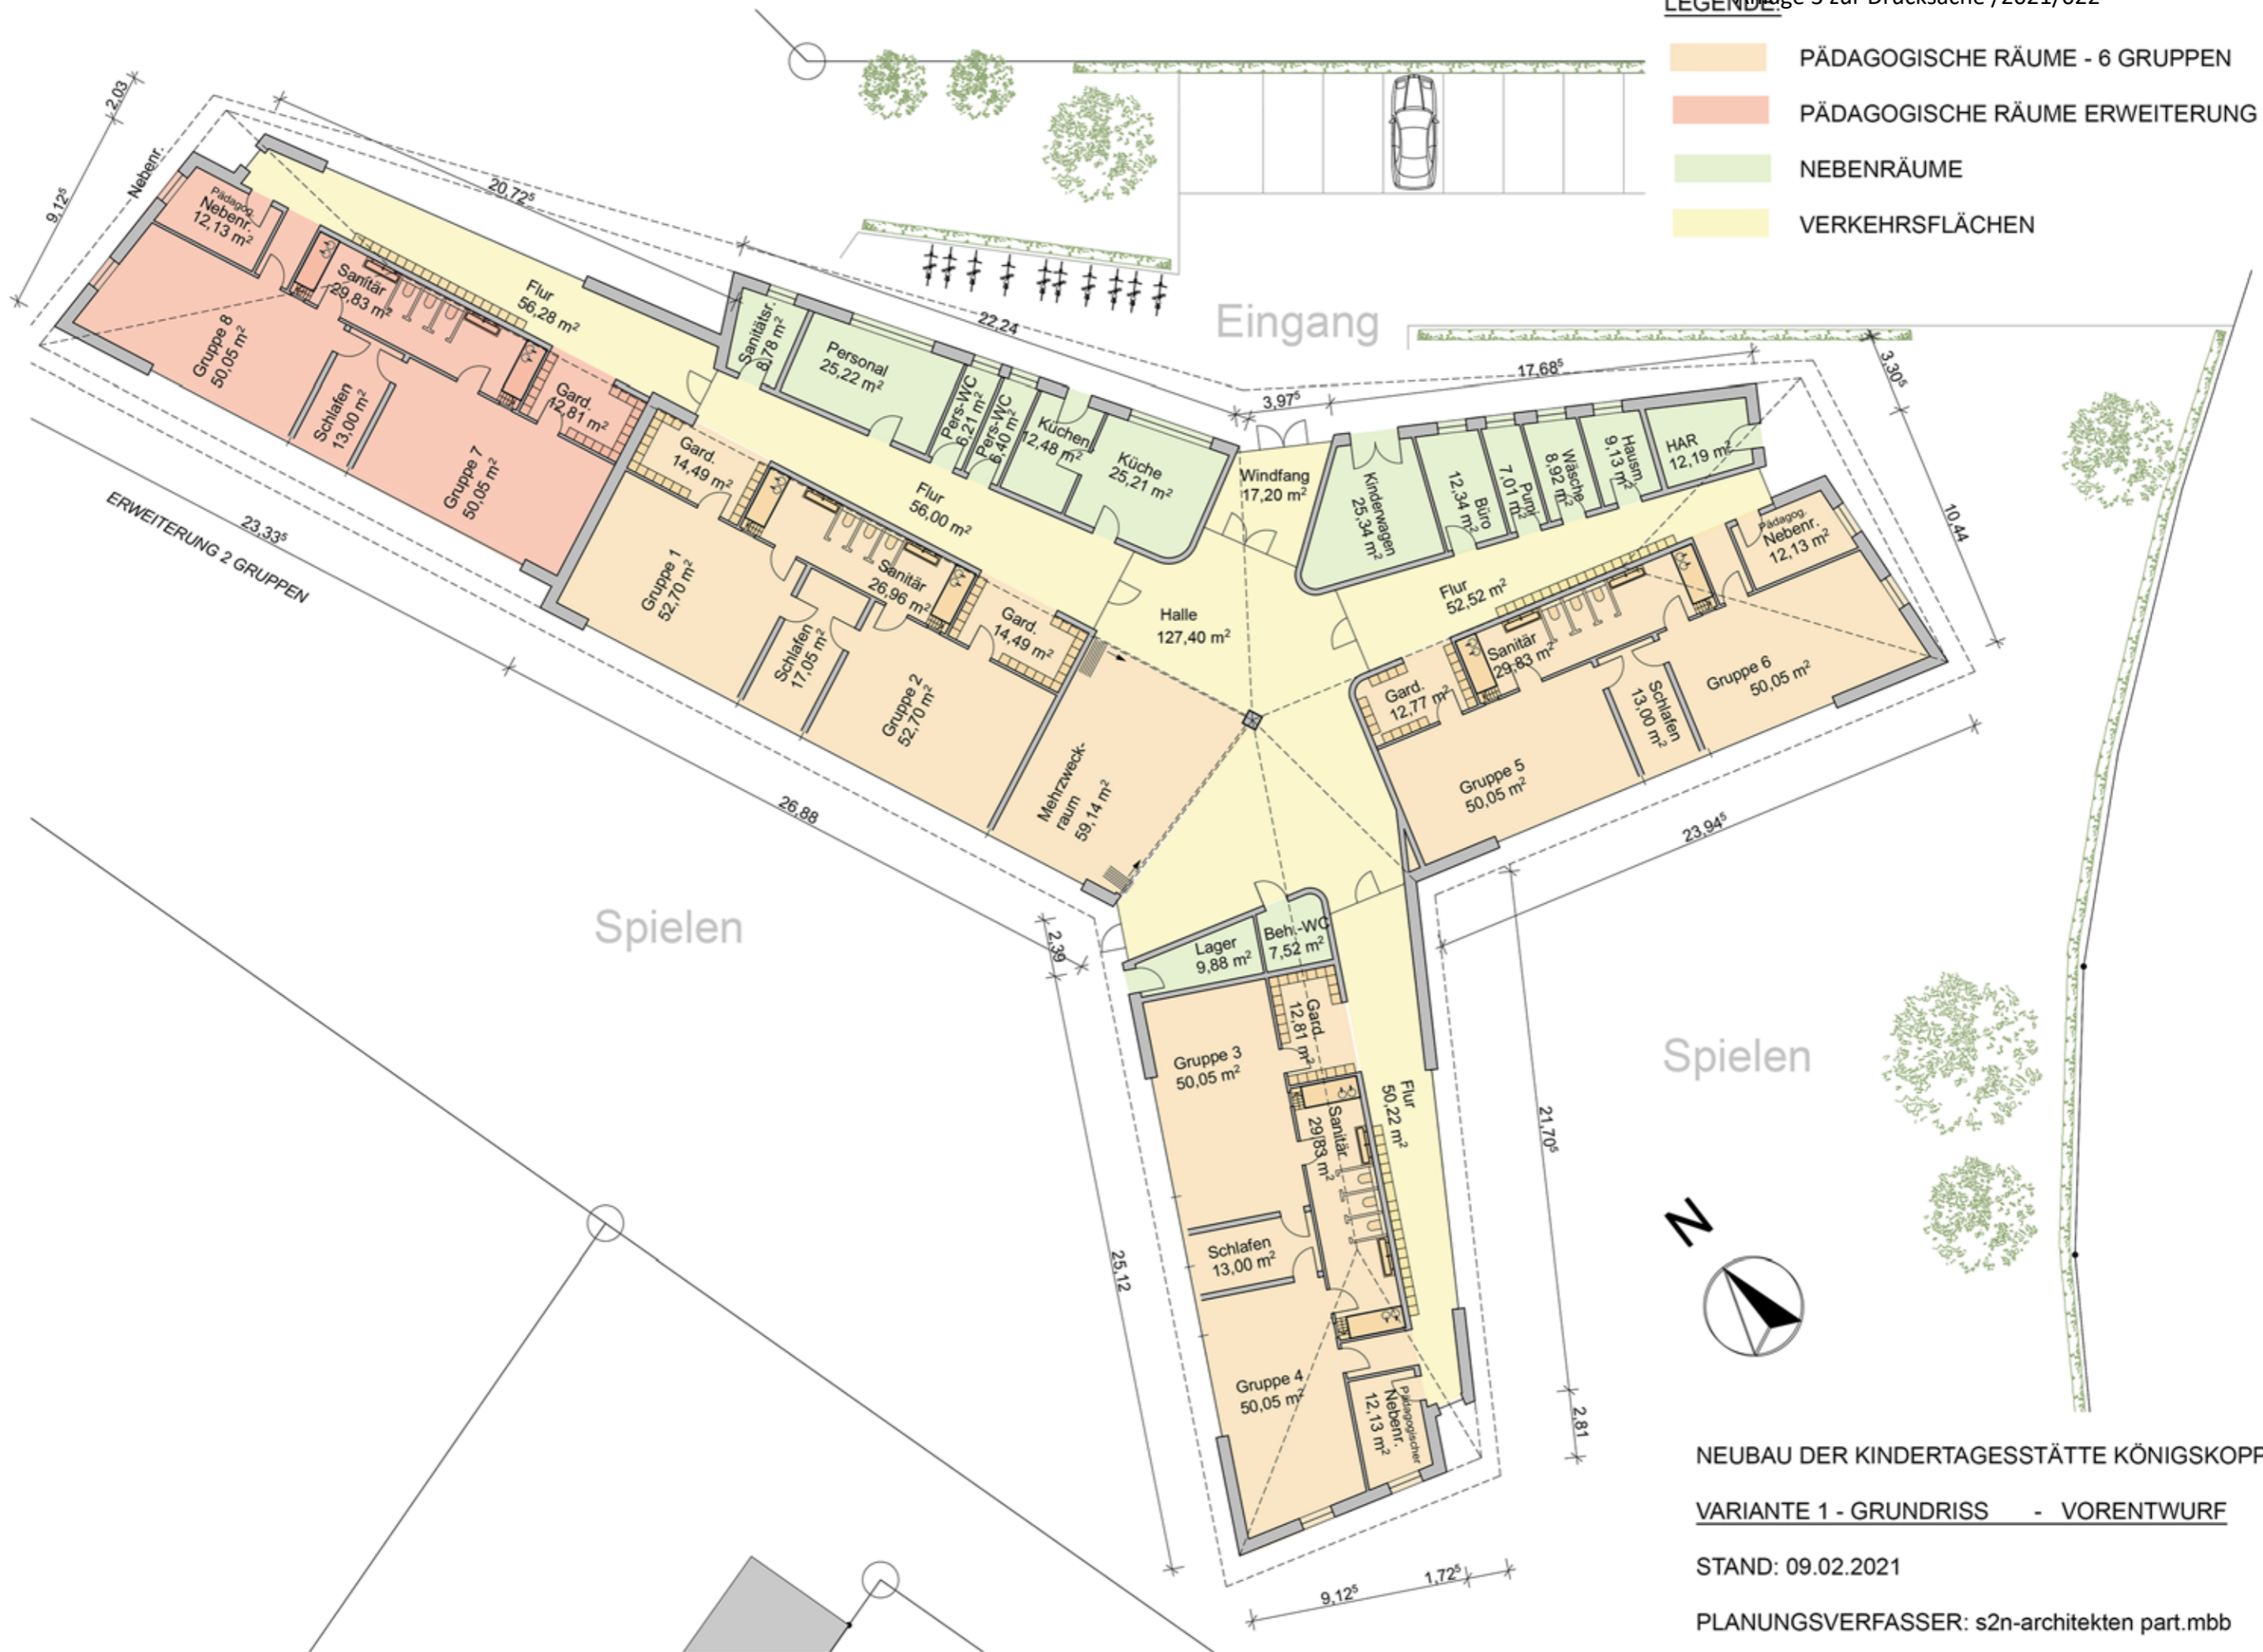 LEGENDE:
Anlage 3 zur Drucksache /2021/022
PÄDAGOGISCHE RÄUME - 6 GRUPPEN
PÄDAGOGISCHE RÄUME ERWEITERUNG
NEBENRÄUME
VERKEHRSFLÄCHEN
2,03
9,12⁵
Nebenr.
20,72⁵
22,24
3,97⁵
17,68⁵
3,30⁵
10,44
Eingang
Pädagog.
Nebenr.
12,13 m²
Sanitär
29,83 m²
Flur
56,28 m²
Gruppe 8
50,05 m²
Schlafen
13,00 m²
Gruppe 7
50,05 m²
Gard.
12,81 m²
23,33⁵
ERWEITERUNG 2 GRUPPEN
Sanitätsr.
8,78 m²
Personal
25,22 m²
Pers-WC
6,21 m²
Pers-WC
6,40 m²
Küchen
12,48 m²
Küche
25,21 m²
Gard.
14,49 m²
Flur
56,00 m²
Gruppe 1
52,70 m²
Sanitär
26,96 m²
Schlafen
17,05 m²
Gruppe 2
52,70 m²
Gard.
14,49 m²
Mehrzweck-
raum
59,14 m²
26,88
Windfang
17,20 m²
Halle
127,40 m²
Kinderwagen
25,34 m²
Büro
12,34 m²
7,01 m²
Wäsche
8,92 m²
Hausm.
9,13 m²
HAR
12,19 m²
Flur
52,52 m²
Pädagog.
Nebenr.
12,13 m²
Sanitär
29,83 m²
Gard.
12,77 m²
Gruppe 5
50,05 m²
Schlafen
13,00 m²
Gruppe 6
50,05 m²
23,94⁵
Spielen
2,39
Lager
9,88 m²
Beh.-WC
7,52 m²
Gard.
12,81 m²
Gruppe 3
50,05 m²
Sanitär
29,83 m²
Flur
50,22 m²
Schlafen
13,00 m²
Gruppe 4
50,05 m²
Pädagogischer
Nebenr.
12,13 m²
25,12
21,70⁵
2,81
9,12⁵
1,72⁵
Spielen
N
NEUBAU DER KINDERTAGESSTÄTTE KÖNIGSKOPP
VARIANTE 1 - GRUNDRISS - VORENTWURF
STAND: 09.02.2021
PLANUNGSVERFASSER: s2n-architekten part.mbb